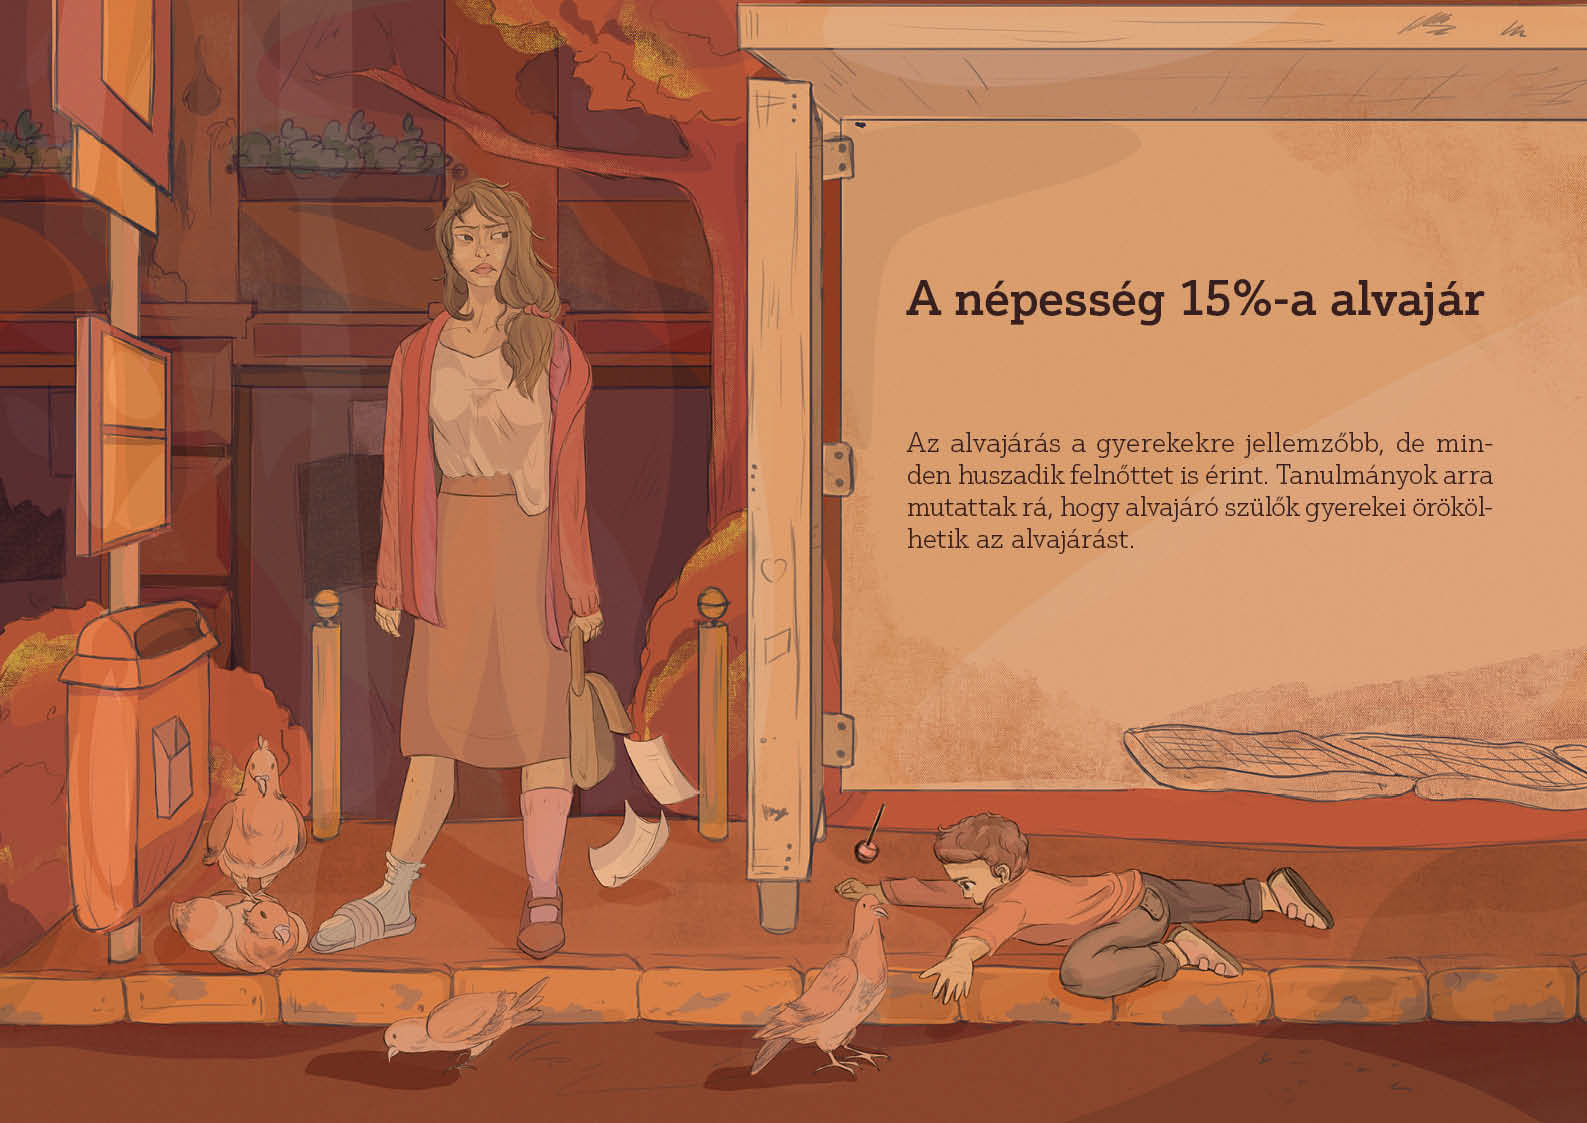 A népesség 15%-a alvajár
Az alvajárás a gyerekekre jellemzőbb, de min-
den huszadik felnőttet is érint. Tanulmányok arra
mutattak rá, hogy alvajáró szülők gyerekei örököl-
hetik az alvajárást.